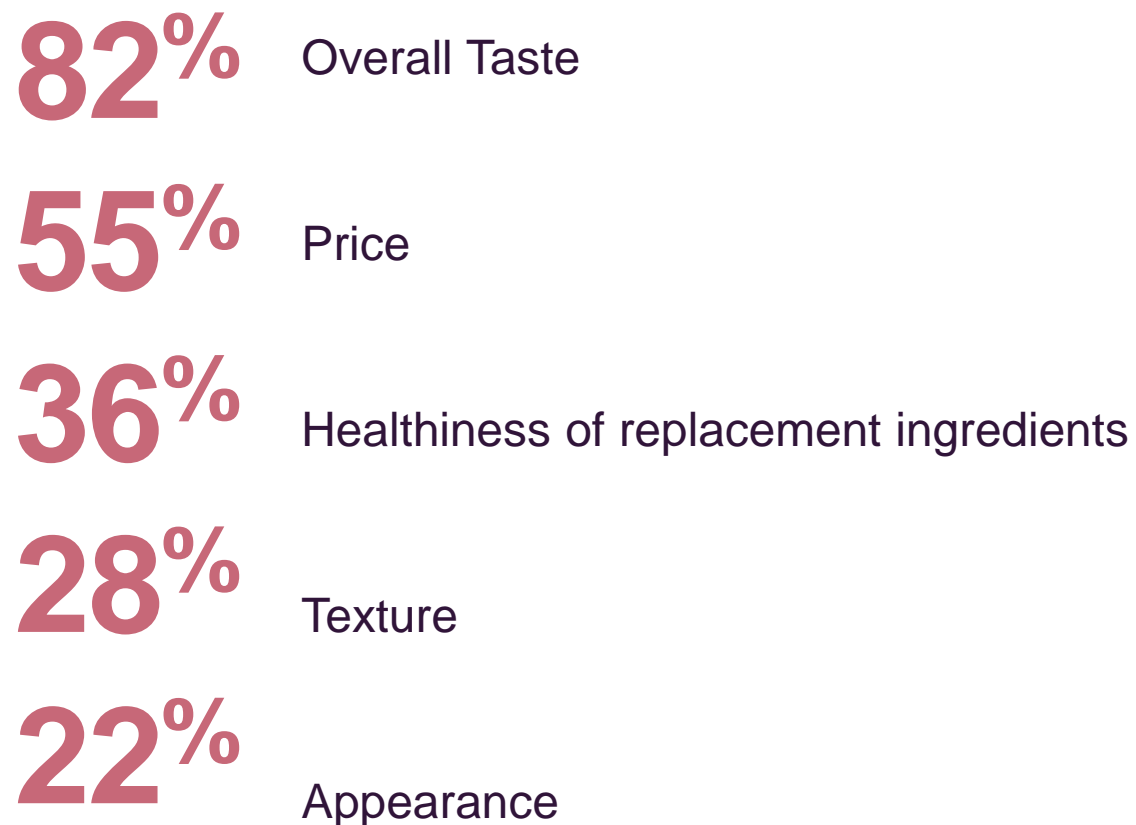 82% Overall Taste
55% Price
36% Healthiness of replacement ingredients
28% Texture
22% Appearance